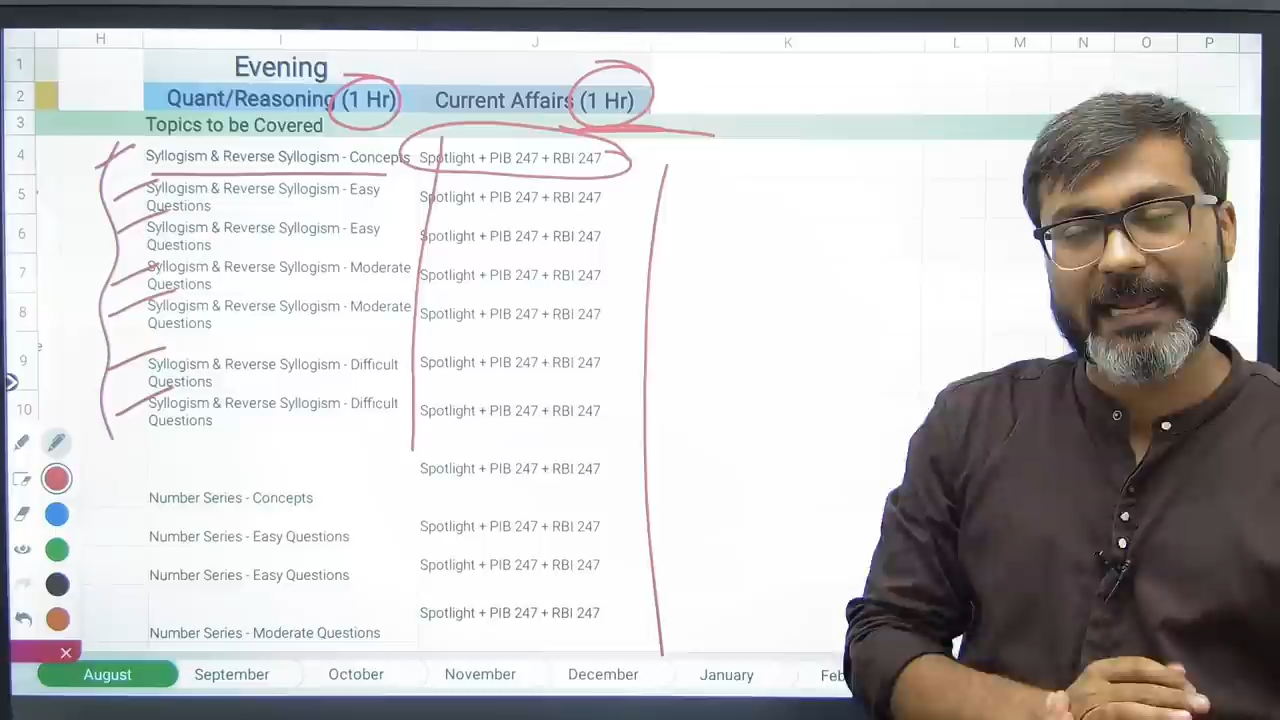 H I J K L M N O P
1 Evening
2 Quant/Reasoning (1 Hr) Current Affairs (1 Hr)
3 Topics to be Covered
4 Syllogism & Reverse Syllogism - Concepts Spotlight + PIB 247 + RBI 247
5 Syllogism & Reverse Syllogism - Easy
Questions Spotlight + PIB 247 + RBI 247
6 Syllogism & Reverse Syllogism - Easy
Questions Spotlight + PIB 247 + RBI 247
7 Syllogism & Reverse Syllogism - Moderate
Questions Spotlight + PIB 247 + RBI 247
8 Syllogism & Reverse Syllogism - Moderate
Questions Spotlight + PIB 247 + RBI 247
9 Syllogism & Reverse Syllogism - Difficult
Questions Spotlight + PIB 247 + RBI 247
10 Syllogism & Reverse Syllogism - Difficult
Questions Spotlight + PIB 247 + RBI 247
Spotlight + PIB 247 + RBI 247
Number Series - Concepts
Spotlight + PIB 247 + RBI 247
Number Series - Easy Questions
Spotlight + PIB 247 + RBI 247
Number Series - Easy Questions
Spotlight + PIB 247 + RBI 247
Number Series - Moderate Questions
August September October November December January Feb